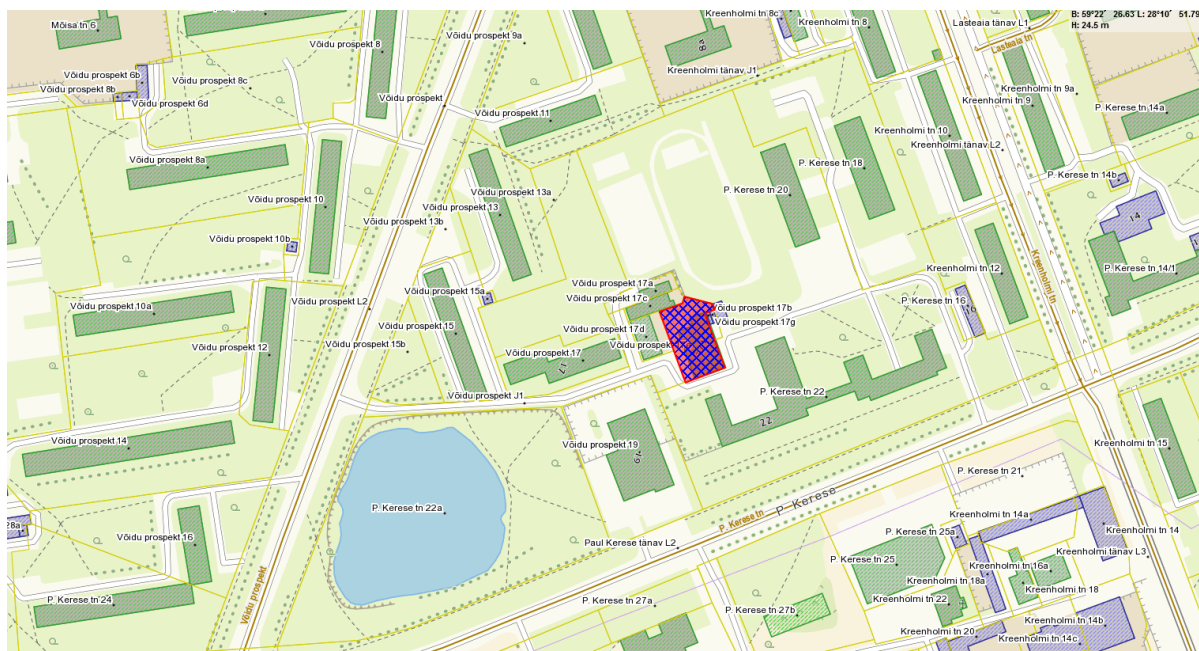 B: 59°22' 26.63 L: 28°10' 51.79
H: 24.5 m
Mõisa tn 6
Võidu prospekt 8
Võidu prospekt 9a
Kreenholmi tn 8c
Kreenholmi tn 8
Lasteaia tänav L1
Lasteaia tn
8a
Võidu prospekt 6b
Võidu prospekt 8c
Võidu prospekt 8b
Võidu prospekt 6d
Võidu prospekt
Võidu prospekt 11
Kreenholmi tänav J1
Kreenholmi tn 9a
Kreenholmi tn 9
P. Kerese tn 14a
Kreenholmi tn 10
Kreenholmi tänav L2
Võidu prospekt 8a
P. Kerese tn 18
P. Kerese tn 14b
Võidu prospekt 10
Võidu prospekt 13a
P. Kerese tn 20
Võidu prospekt 13
Võidu prospekt 13b
14
Võidu prospekt 10b
Kreenholmi tn 12
Kreenholmi tn
P. Kerese tn 14/1
Võidu prospekt 17a
Võidu prospekt L2
Võidu prospekt 15a
Võidu prospekt 17c
Võidu prospekt 17b
P. Kerese tn 16
Võidu prospekt 10a
Võidu prospekt 17g
Võidu prospekt 15
Võidu prospekt 17d
Võidu prospekt 12
Võidu prospekt 15b
Võidu prospekt 17
17
P. Kerese tn 22
Võidu prospekt J1
22
Võidu prospekt 14
Võidu prospekt 19
19
Kreenholmi tn 15
P. Kerese tn 21
P. Kerese
P. Kerese tn
P. Kerese tn 22a
Kreenholmi tn 14a
28a
Kreenholmi tn 14
P. Kerese tn 25a
Võidu prospekt 16
Paul Kerese tänav L2
Kreenholmi tänav L3
P. Kerese tn 25
Kreenholmi tn 16a
Kreenholmi tn 18a
Kreenholmi tn 18
Võidu prospekt
P. Kerese tn 24
P. Kerese tn 27a
P. Kerese tn 27b
Kreenholmi tn 22
Kreenholmi tn 14b
Kreenholmi tn 20
Kreenholmi tn 14c